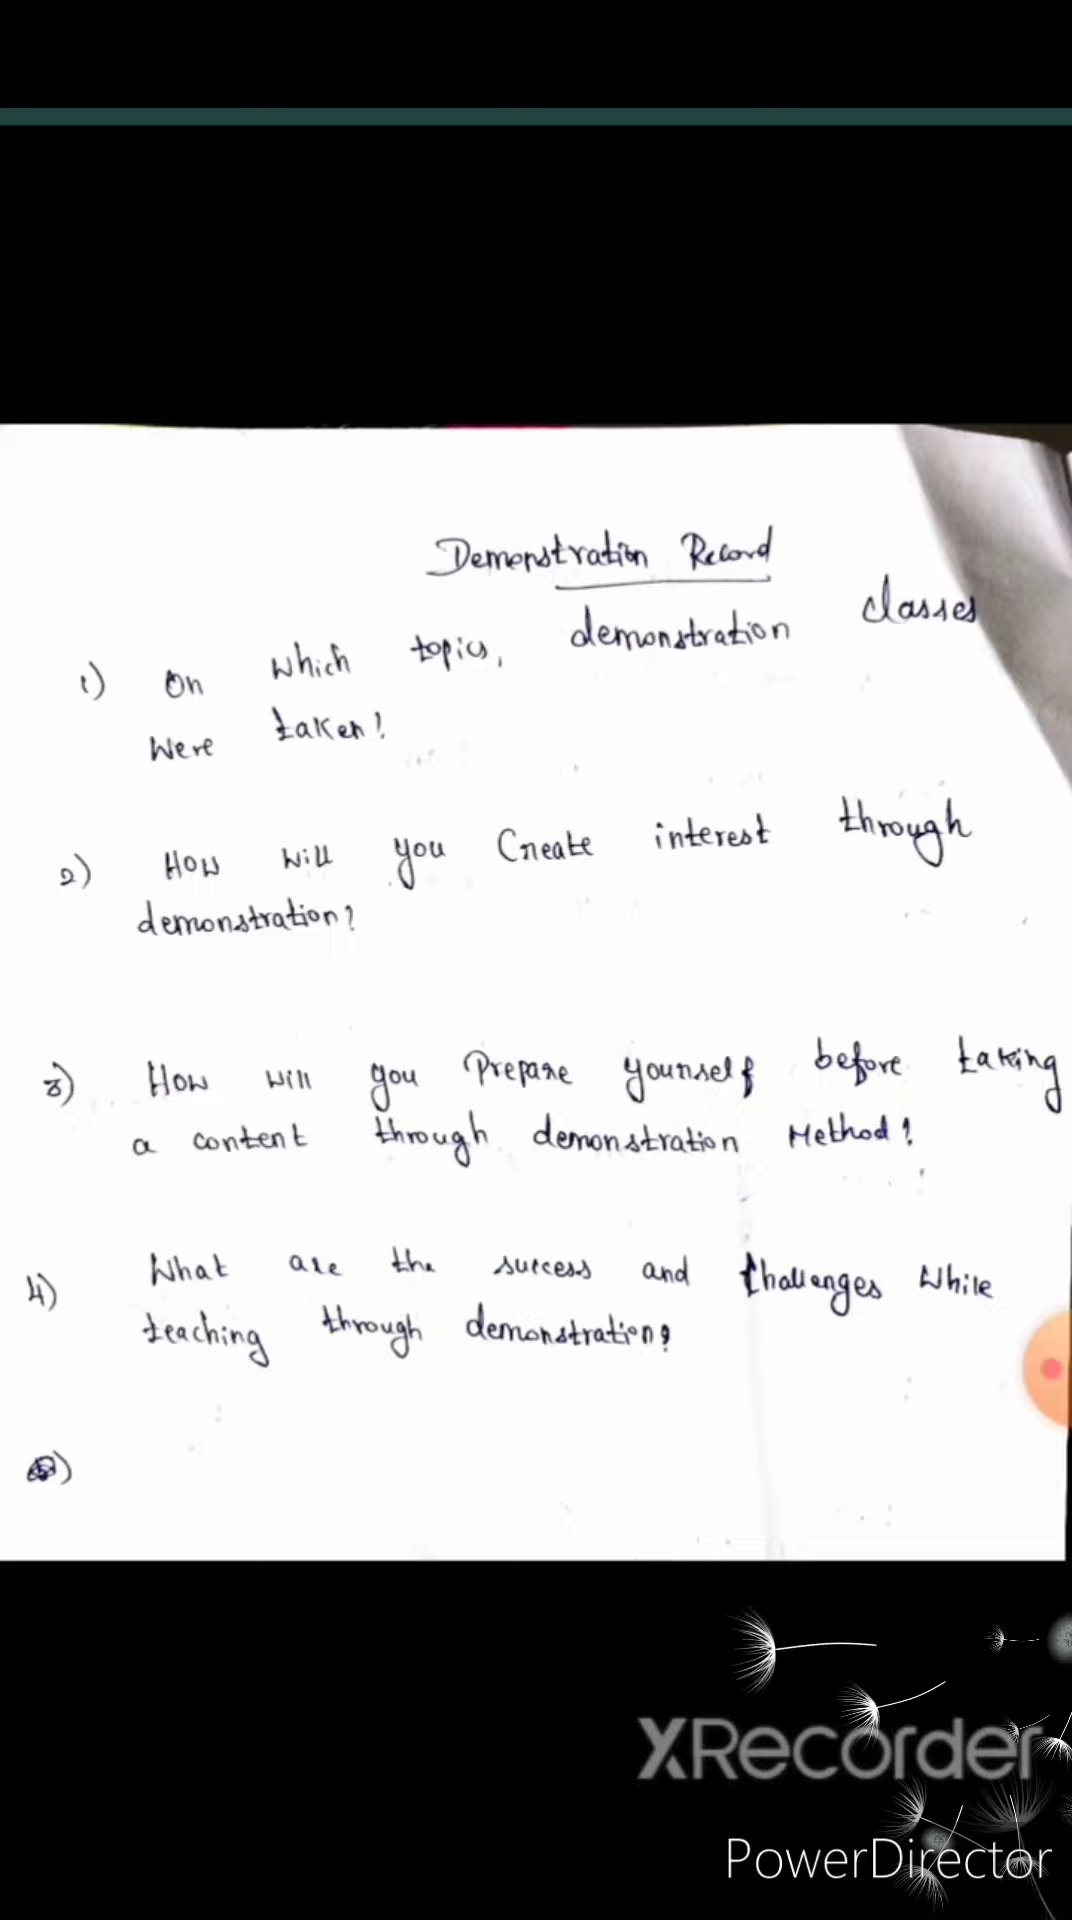 Demonstration Record
1) On which topics, demonstration classes
were taken?
2) How will you Create interest through
demonstration?
3) How will you Prepare yourself before taking
a content through demonstration Method?
4) What are the success and Challenges while
teaching through demonstration?
XRecorder
PowerDirector